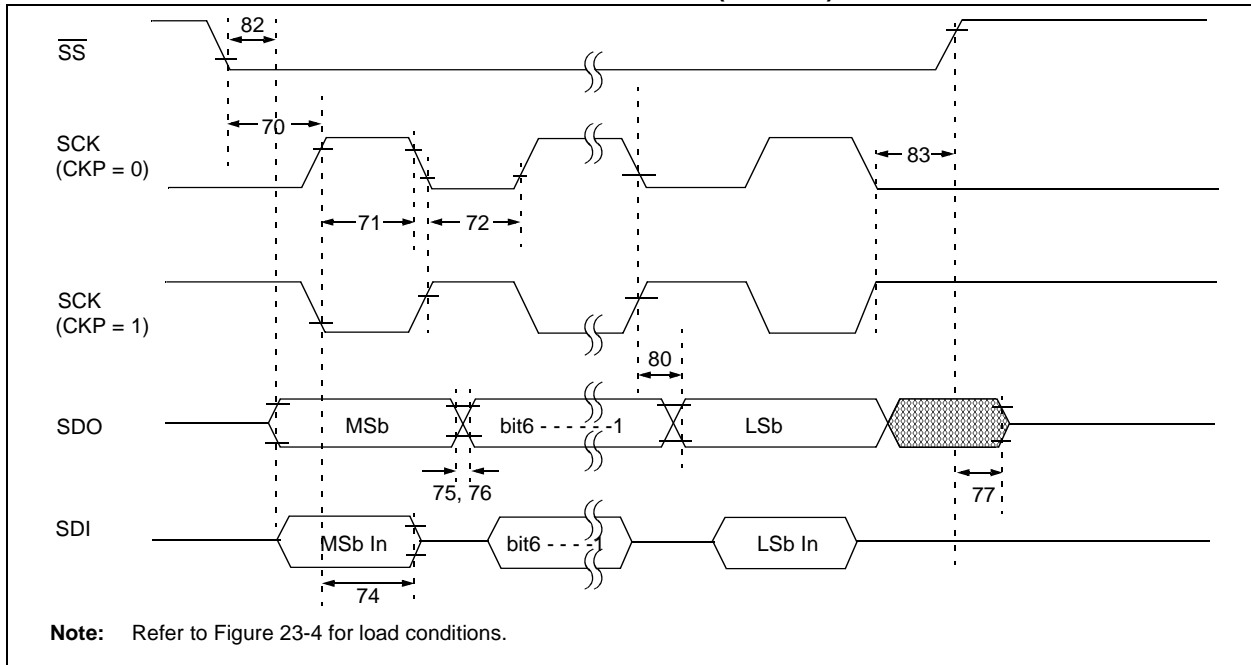 82
SS
70
SCK
(CKP = 0)
83
71
72
SCK
(CKP = 1)
80
SDO
MSb
bit6 - - - - - -1
LSb
75, 76
77
SDI
MSb In
bit6 - - - -1
LSb In
74
Note: Refer to Figure 23-4 for load conditions.